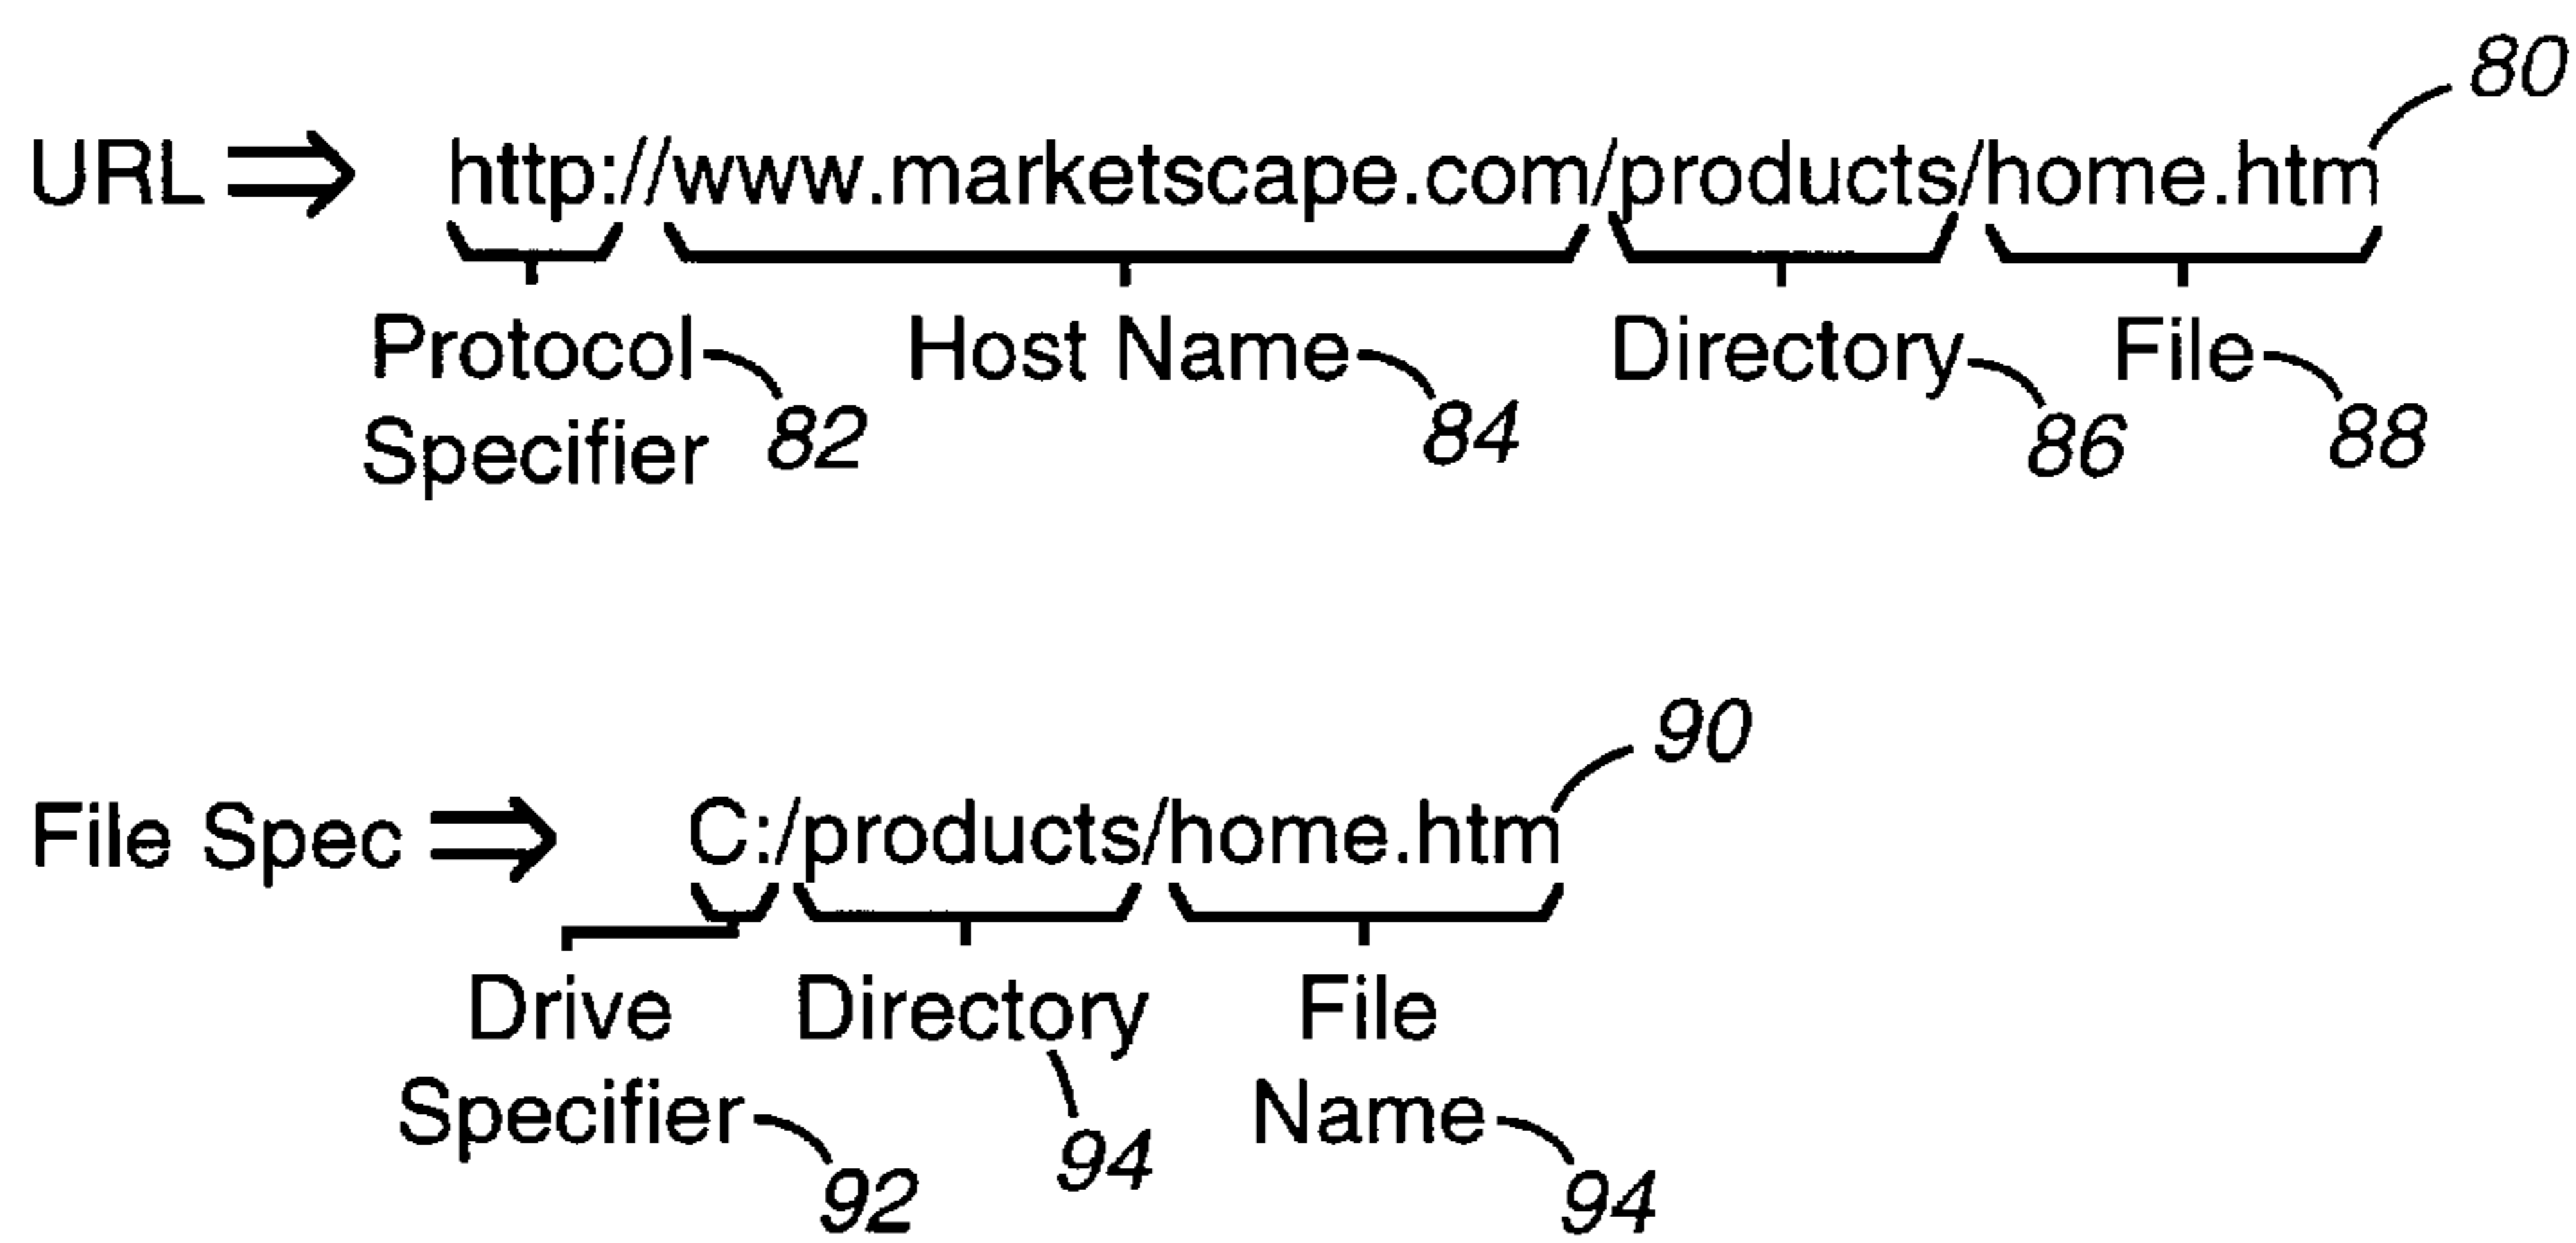 80
URL ⇒ http://www.marketscape.com/products/home.htm
Protocol Host Name Directory File
Specifier 82 84 86 88
90
File Spec ⇒ C:/products/home.htm
Drive Directory File
Specifier Name
92 94 94